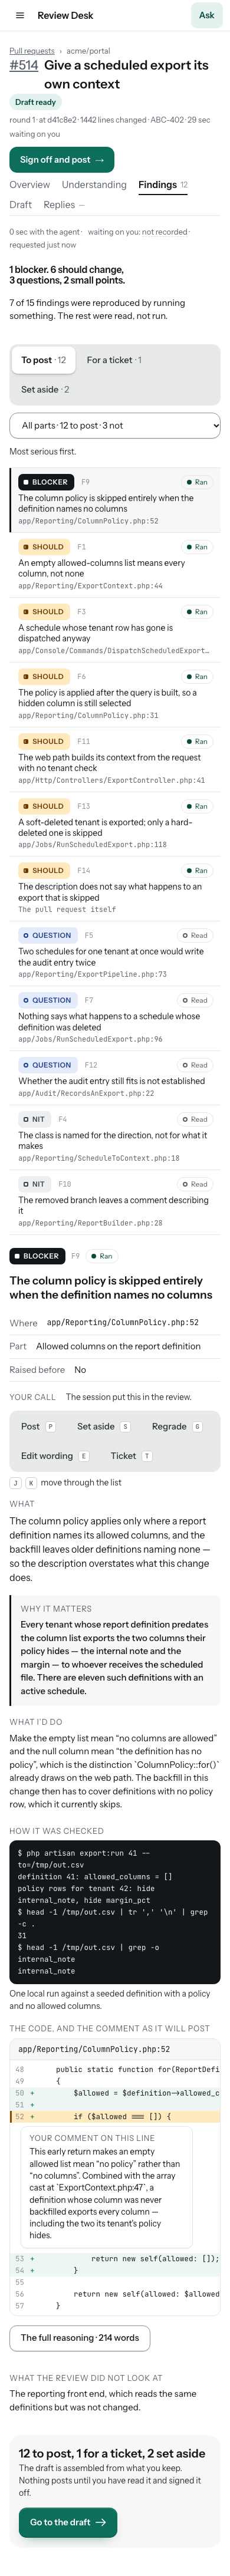 Review Desk
Ask
Pull requests › acme/portal
#514 Give a scheduled export its
own context
Draft ready
round 1 · at d41c8e2 · 1442 lines changed · ABC-402 · 29 sec
waiting on you
Sign off and post →
Overview Understanding Findings 12
Draft Replies —
0 sec with the agent · waiting on you: not recorded ·
requested just now
1 blocker. 6 should change,
3 questions, 2 small points.
7 of 15 findings were reproduced by running
something. The rest were read, not run.
To post · 12 For a ticket · 1
Set aside · 2
All parts · 12 to post · 3 not
Most serious first.
BLOCKER F9 Ran
The column policy is skipped entirely when the
definition names no columns
app/Reporting/ColumnPolicy.php:52
SHOULD F1 Ran
An empty allowed-columns list means every
column, not none
app/Reporting/ExportContext.php:44
SHOULD F3 Ran
A schedule whose tenant row has gone is
dispatched anyway
app/Console/Commands/DispatchScheduledExport…
SHOULD F6 Ran
The policy is applied after the query is built, so a
hidden column is still selected
app/Reporting/ColumnPolicy.php:31
SHOULD F11 Ran
The web path builds its context from the request
with no tenant check
app/Http/Controllers/ExportController.php:41
SHOULD F13 Ran
A soft-deleted tenant is exported; only a hard-
deleted one is skipped
app/Jobs/RunScheduledExport.php:118
SHOULD F14 Ran
The description does not say what happens to an
export that is skipped
The pull request itself
QUESTION F5 Read
Two schedules for one tenant at once would write
the audit entry twice
app/Reporting/ExportPipeline.php:73
QUESTION F7 Read
Nothing says what happens to a schedule whose
definition was deleted
app/Jobs/RunScheduledExport.php:96
QUESTION F12 Read
Whether the audit entry still fits is not established
app/Audit/RecordsAnExport.php:22
NIT F4 Read
The class is named for the direction, not for what it
makes
app/Reporting/ScheduleToContext.php:18
NIT F10 Read
The removed branch leaves a comment describing
it
app/Reporting/ReportBuilder.php:28
BLOCKER F9 Ran
The column policy is skipped entirely
when the definition names no columns
Where app/Reporting/ColumnPolicy.php:52
Part Allowed columns on the report definition
Raised before No
YOUR CALL The session put this in the review.
Post P Set aside S Regrade G
Edit wording E Ticket T
J K move through the list
WHAT
The column policy applies only where a report
definition names its allowed columns, and the
backfill leaves older definitions naming none —
so the description overstates what this change
does.
WHY IT MATTERS
Every tenant whose report definition predates
the column list exports the two columns their
policy hides — the internal note and the
margin — to whoever receives the scheduled
file. There are eleven such definitions with an
active schedule.
WHAT I'D DO
Make the empty list mean “no columns are allowed”
and the null column mean “the definition has no
policy”, which is the distinction `ColumnPolicy::for()`
already draws on the web path. The backfill in this
change then has to cover definitions with no policy
row, which it currently skips.
HOW IT WAS CHECKED
$ php artisan export:run 41 --
to=/tmp/out.csv
definition 41: allowed_columns = []
policy rows for tenant 42: hide
internal_note, hide margin_pct
$ head -1 /tmp/out.csv | tr ',' '\n' | grep
-c .
31
$ head -1 /tmp/out.csv | grep -o
internal_note
internal_note
One local run against a seeded definition with a policy
and no allowed columns.
THE CODE, AND THE COMMENT AS IT WILL POST
app/Reporting/ColumnPolicy.php:52
48 public static function for(ReportDefi
49 {
50 + $allowed = $definition->allowed_c
51 +
52 + if ($allowed === []) {
YOUR COMMENT ON THIS LINE
This early return makes an empty
allowed list mean “no policy” rather than
“no columns”. Combined with the array
cast at `ExportContext.php:47`, a
definition whose column was never
backfilled exports every column —
including the two its tenant's policy
hides.
53 + return new self(allowed: []);
54 + }
55
56 return new self(allowed: $allowed
57 }
The full reasoning · 214 words
WHAT THE REVIEW DID NOT LOOK AT
The reporting front end, which reads the same
definitions but was not changed.
12 to post, 1 for a ticket, 2 set aside
The draft is assembled from what you keep.
Nothing posts until you have read it and signed it
off.
Go to the draft →